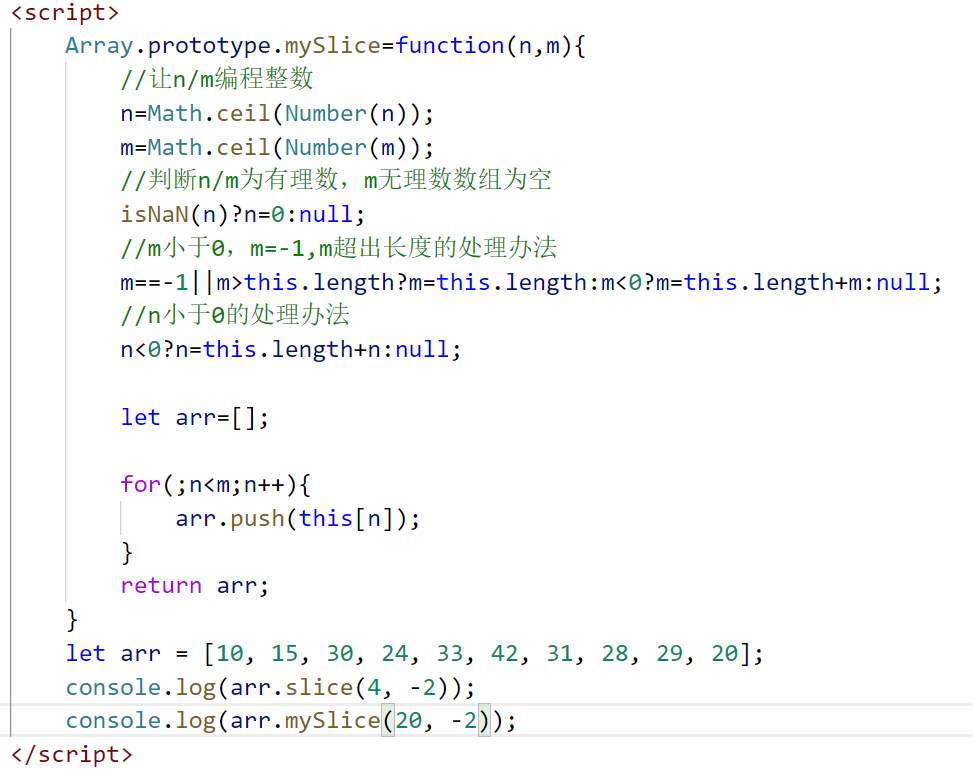 <script>
    Array.prototype.mySlice=function(n,m){
        //让n/m编程整数
        n=Math.ceil(Number(n));
        m=Math.ceil(Number(m));
        //判断n/m为有理数，m无理数数组为空
        isNaN(n)?n=0:null;
        //m小于0，m=-1,m超出长度的处理办法
        m==-1||m>this.length?m=this.length:m<0?m=this.length+m:null;
        //n小于0的处理办法
        n<0?n=this.length+n:null;

        let arr=[];

        for(;n<m;n++){
            arr.push(this[n]);
        }
        return arr;
    }
    let arr = [10, 15, 30, 24, 33, 42, 31, 28, 29, 20];
    console.log(arr.slice(4, -2));
    console.log(arr.mySlice(20, -2));
</script>